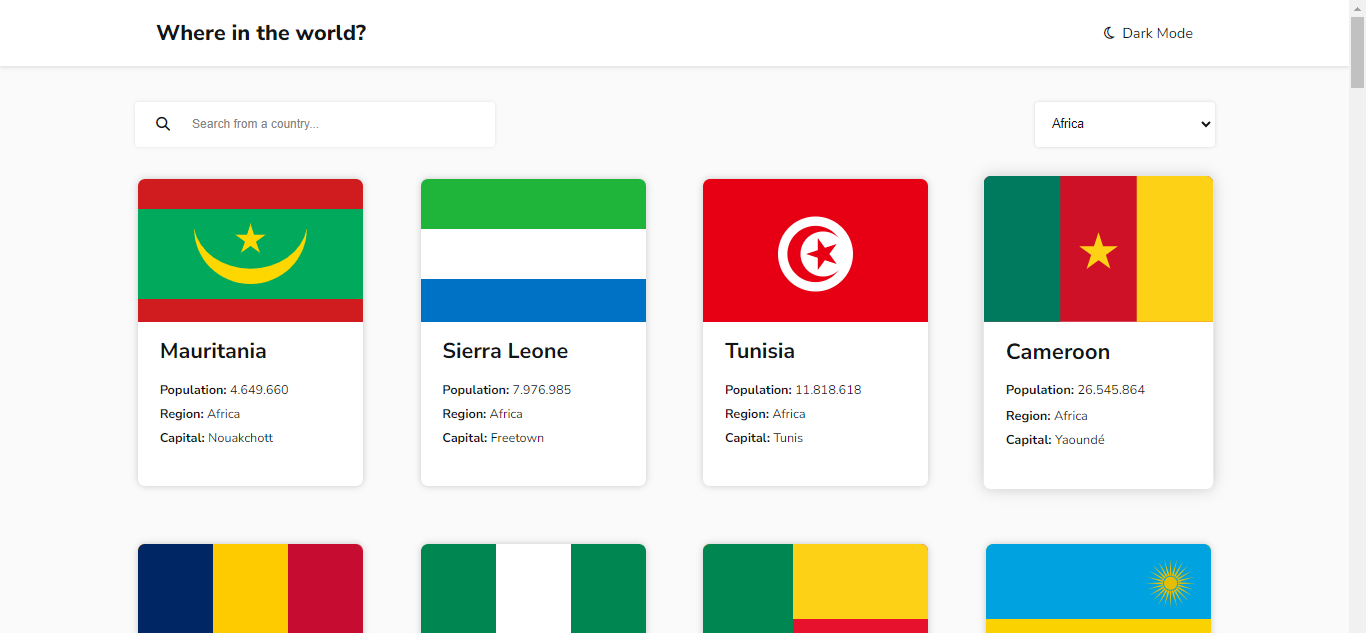 Where in the world?
Dark Mode
Search from a country...
Africa
Mauritania
Population: 4.649.660
Region: Africa
Capital: Nouakchott
Sierra Leone
Population: 7.976.985
Region: Africa
Capital: Freetown
Tunisia
Population: 11.818.618
Region: Africa
Capital: Tunis
Cameroon
Population: 26.545.864
Region: Africa
Capital: Yaoundé